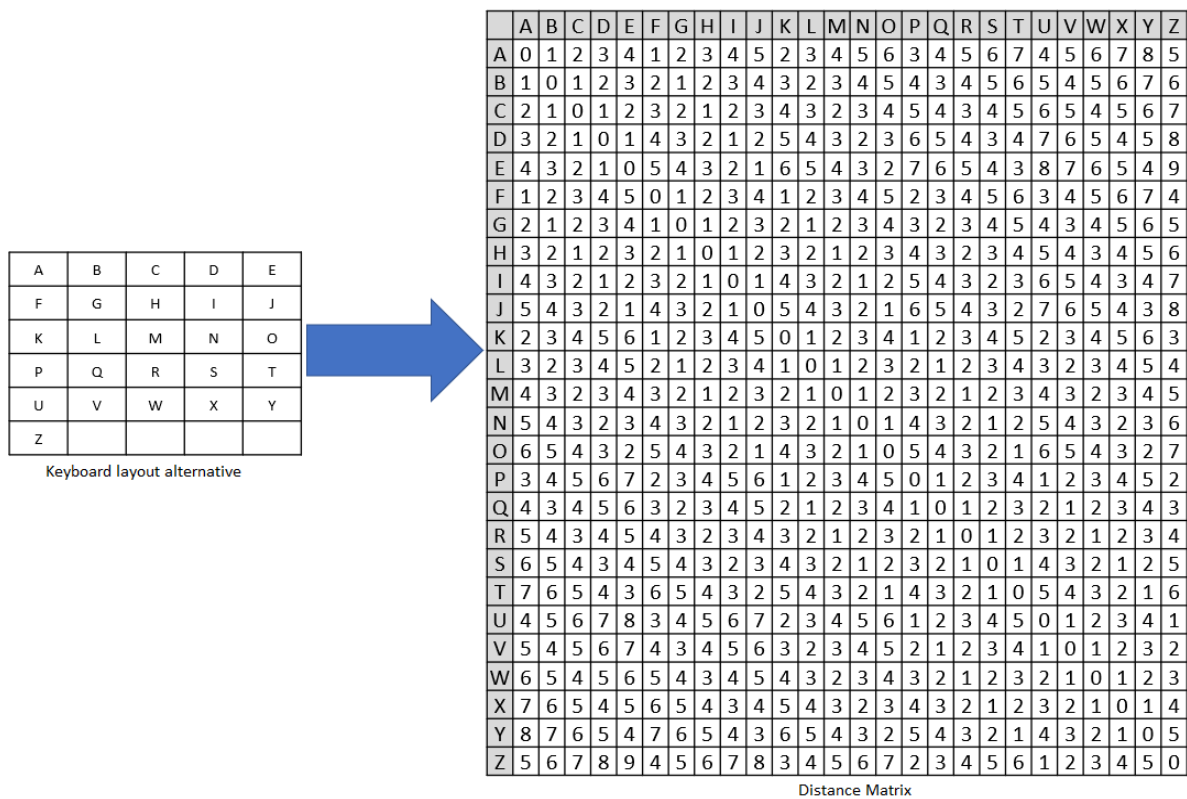 A B C D E
F G H I J
K L M N O
P Q R S T
U V W X Y
Z
Keyboard layout alternative
A B C D E F G H I J K L M N O P Q R S T U V W X Y Z
A 0 1 2 3 4 1 2 3 4 5 2 3 4 5 6 3 4 5 6 7 4 5 6 7 8 5
B 1 0 1 2 3 2 1 2 3 4 3 2 3 4 5 4 3 4 5 6 5 4 5 6 7 6
C 2 1 0 1 2 3 2 1 2 3 4 3 2 3 4 5 4 3 4 5 6 5 4 5 6 7
D 3 2 1 0 1 4 3 2 1 2 5 4 3 2 3 6 5 4 3 4 7 6 5 4 5 8
E 4 3 2 1 0 5 4 3 2 1 6 5 4 3 2 7 6 5 4 3 8 7 6 5 4 9
F 1 2 3 4 5 0 1 2 3 4 1 2 3 4 5 2 3 4 5 6 3 4 5 6 7 4
G 2 1 2 3 4 1 0 1 2 3 2 1 2 3 4 3 2 3 4 5 4 3 4 5 6 5
H 3 2 1 2 3 2 1 0 1 2 3 2 1 2 3 4 3 2 3 4 5 4 3 4 5 6
I 4 3 2 1 2 3 2 1 0 1 4 3 2 1 2 5 4 3 2 3 6 5 4 3 4 7
J 5 4 3 2 1 4 3 2 1 0 5 4 3 2 1 6 5 4 3 2 7 6 5 4 3 8
K 2 3 4 5 6 1 2 3 4 5 0 1 2 3 4 1 2 3 4 5 2 3 4 5 6 3
L 3 2 3 4 5 2 1 2 3 4 1 0 1 2 3 2 1 2 3 4 3 2 3 4 5 4
M 4 3 2 3 4 3 2 1 2 3 2 1 0 1 2 3 2 1 2 3 4 3 2 3 4 5
N 5 4 3 2 3 4 3 2 1 2 3 2 1 0 1 4 3 2 1 2 5 4 3 2 3 6
O 6 5 4 3 2 5 4 3 2 1 4 3 2 1 0 5 4 3 2 1 6 5 4 3 2 7
P 3 4 5 6 7 2 3 4 5 6 1 2 3 4 5 0 1 2 3 4 1 2 3 4 5 2
Q 4 3 4 5 6 3 2 3 4 5 2 1 2 3 4 1 0 1 2 3 2 1 2 3 4 3
R 5 4 3 4 5 4 3 2 3 4 3 2 1 2 3 2 1 0 1 2 3 2 1 2 3 4
S 6 5 4 3 4 5 4 3 2 3 4 3 2 1 2 3 2 1 0 1 4 3 2 1 2 5
T 7 6 5 4 3 6 5 4 3 2 5 4 3 2 1 4 3 2 1 0 5 4 3 2 1 6
U 4 5 6 7 8 3 4 5 6 7 2 3 4 5 6 1 2 3 4 5 0 1 2 3 4 1
V 5 4 5 6 7 4 3 4 5 6 3 2 3 4 5 2 1 2 3 4 1 0 1 2 3 2
W 6 5 4 5 6 5 4 3 4 5 4 3 2 3 4 3 2 1 2 3 2 1 0 1 2 3
X 7 6 5 4 5 6 5 4 3 4 5 4 3 2 3 4 3 2 1 2 3 2 1 0 1 4
Y 8 7 6 5 4 7 6 5 4 3 6 5 4 3 2 5 4 3 2 1 4 3 2 1 0 5
Z 5 6 7 8 9 4 5 6 7 8 3 4 5 6 7 2 3 4 5 6 1 2 3 4 5 0
Distance Matrix